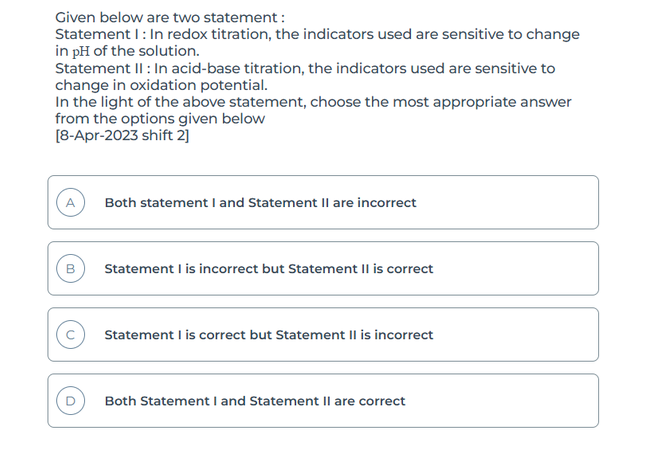 Given below are two statement :
Statement I : In redox titration, the indicators used are sensitive to change
in pH of the solution.
Statement II : In acid-base titration, the indicators used are sensitive to
change in oxidation potential.
In the light of the above statement, choose the most appropriate answer
from the options given below
[8-Apr-2023 shift 2]
A Both statement I and Statement II are incorrect
B Statement I is incorrect but Statement II is correct
C Statement I is correct but Statement II is incorrect
D Both Statement I and Statement II are correct